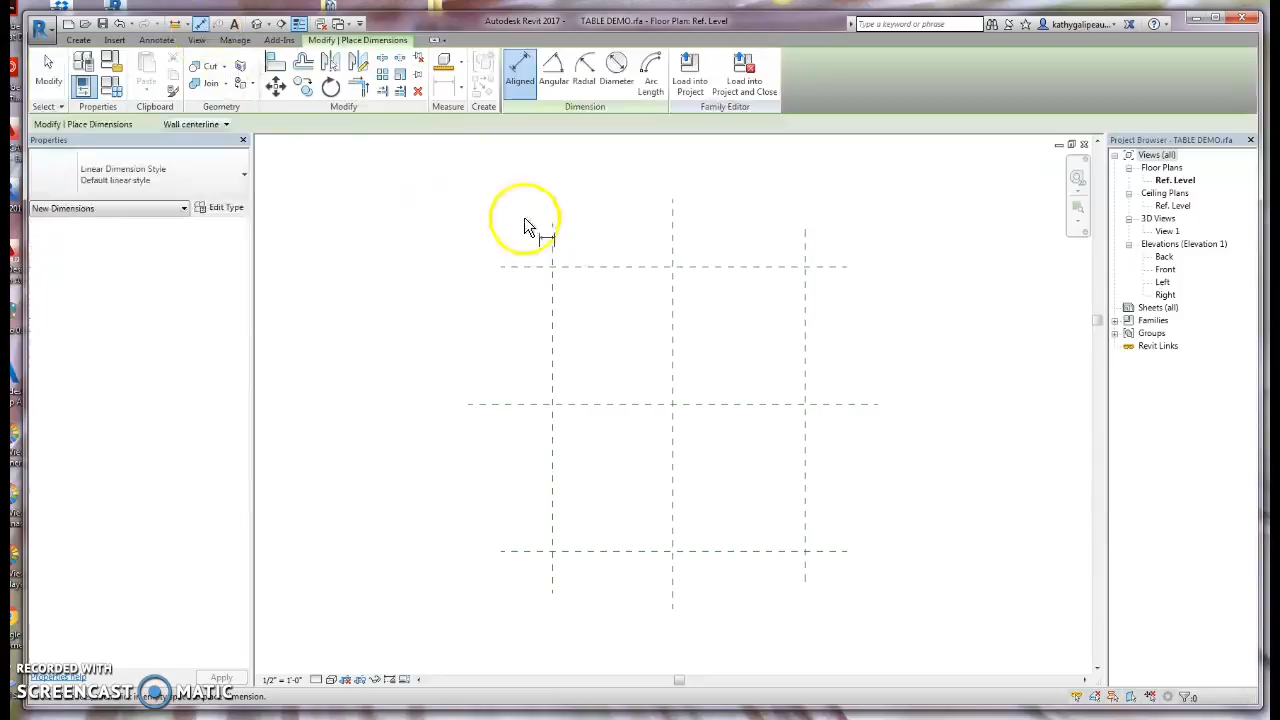 Autodesk Revit 2017 - TABLE DEMO.rfa - Floor Plan: Ref. Level
Type a keyword or phrase
kathygalipeau...
Create Insert Annotate View Manage Add-Ins Modify | Place Dimensions
Modify
Paste
Cut
Join
Aligned Angular Radial Diameter Arc Length
Load into Project
Load into Project and Close
Select Properties Clipboard Geometry Modify Measure Create Dimension Family Editor
Modify | Place Dimensions Wall centerline
Properties
Linear Dimension Style
Default linear style
New Dimensions Edit Type
Project Browser - TABLE DEMO.rfa
Views (all)
Floor Plans
Ref. Level
Ceiling Plans
Ref. Level
3D Views
View 1
Elevations (Elevation 1)
Back
Front
Left
Right
Sheets (all)
Families
Groups
Revit Links
Properties help Apply
1/2" = 1'-0"
RECORDED WITH
SCREENCAST MATIC
dimension.
:0